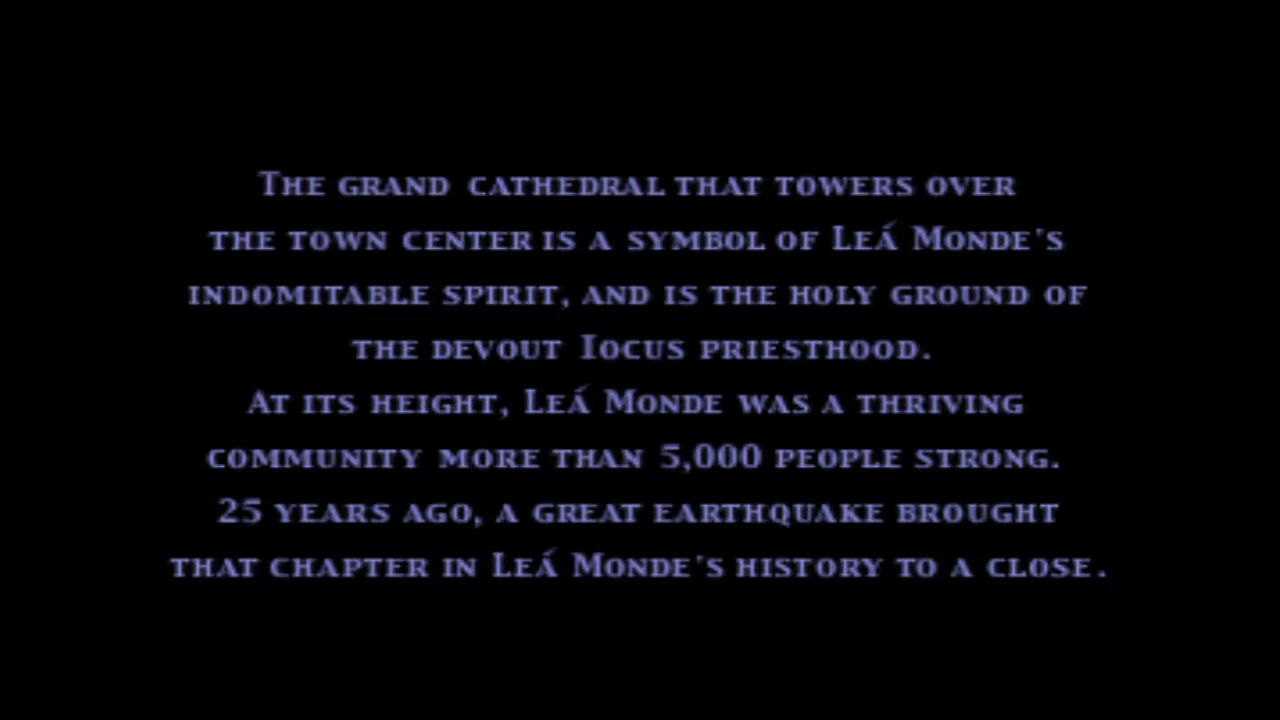 The grand cathedral that towers over
the town center is a symbol of Leá Monde's
indomitable spirit, and is the holy ground of
the devout Iocus priesthood.
At its height, Leá Monde was a thriving
community more than 5,000 people strong.
25 years ago, a great earthquake brought
that chapter in Leá Monde's history to a close.